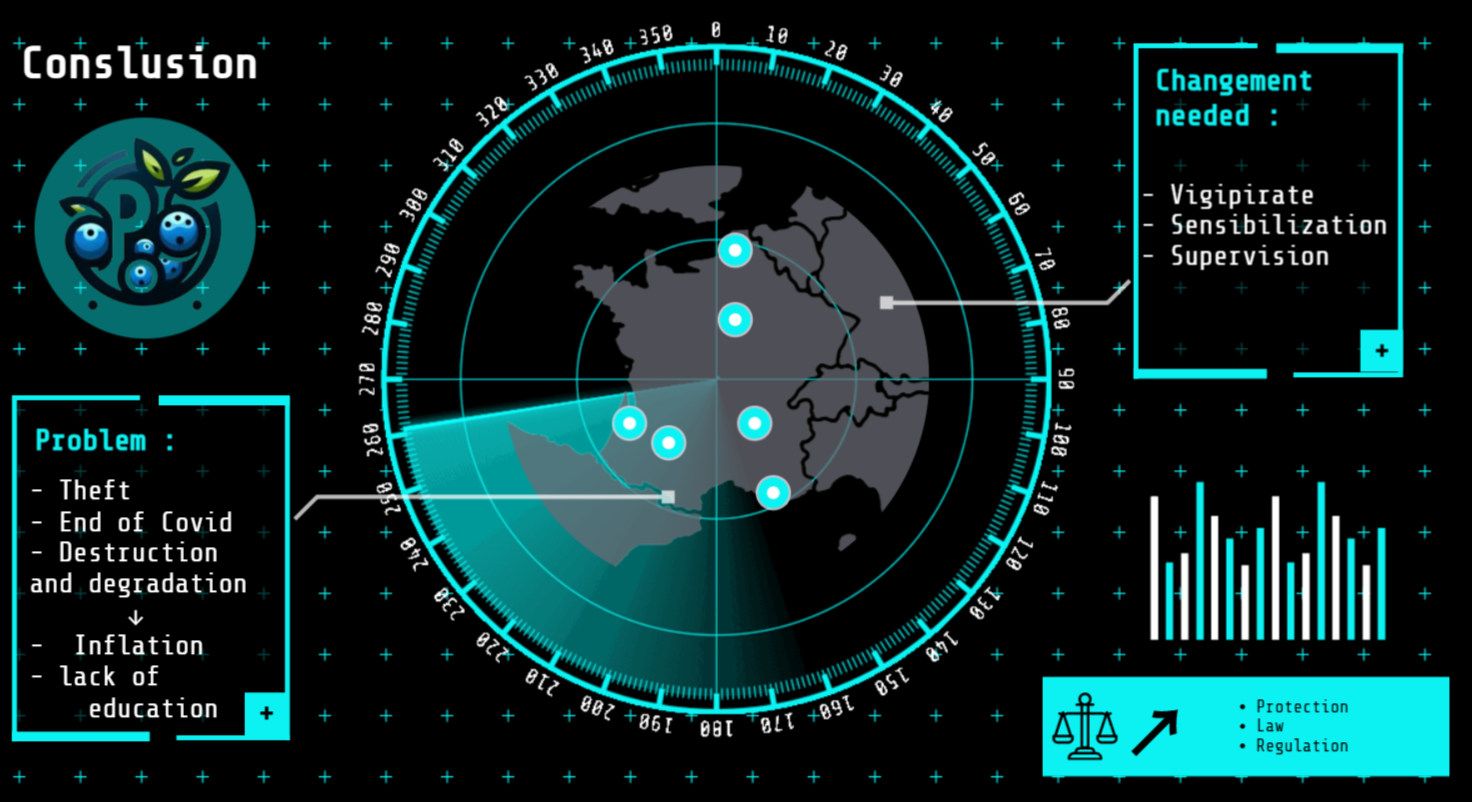 Conslusion
P
Problem :
- Theft
- End of Covid
- Destruction
and degradation
↓
- Inflation
- lack of
education
+
0
10
20
30
40
50
60
70
80
90
100
110
120
130
140
150
160
170
180
190
200
210
220
230
240
250
260
270
280
290
300
310
320
330
340
350
Changement
needed :
- Vigipirate
- Sensibilization
- Supervision
+
• Protection
• Law
• Regulation